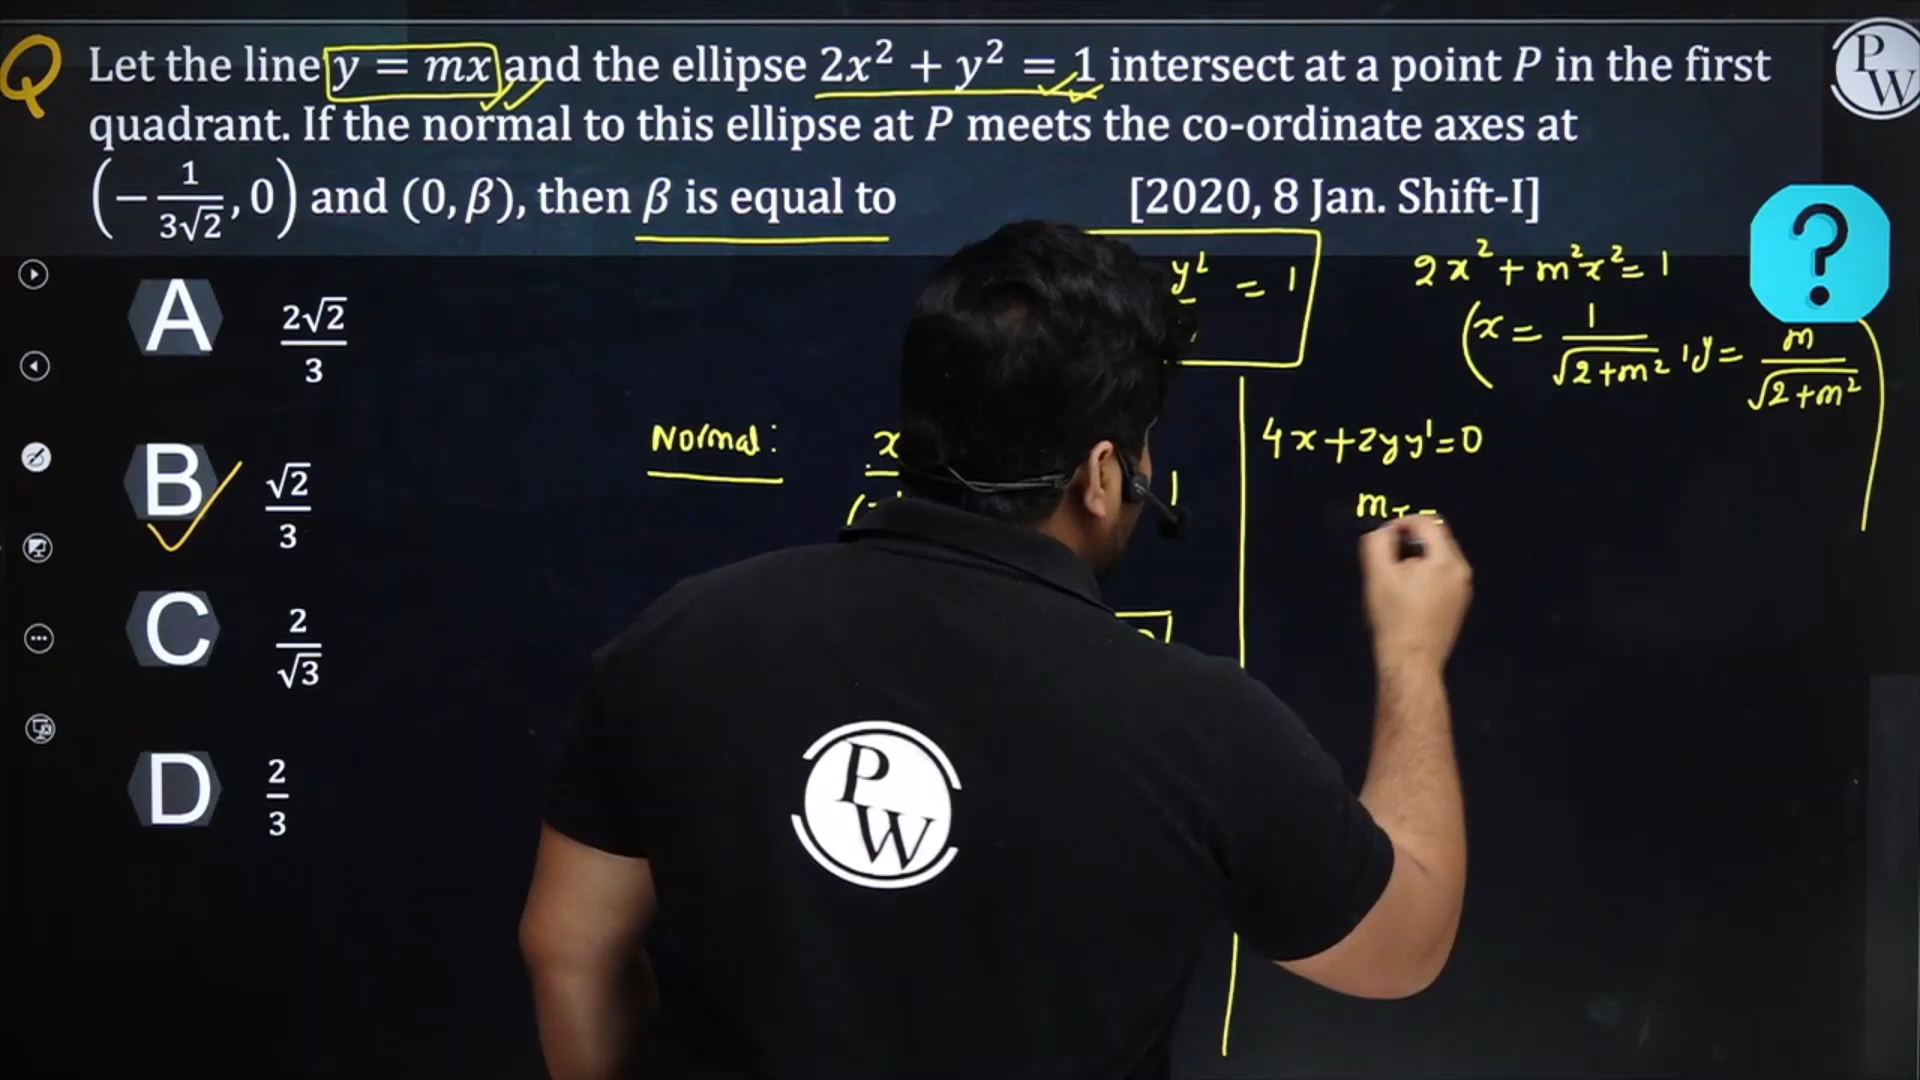 Q Let the line y = mx and the ellipse 2x² + y² = 1 intersect at a point P in the first
quadrant. If the normal to this ellipse at P meets the co-ordinate axes at
(−1/(3√2), 0) and (0, β), then β is equal to [2020, 8 Jan. Shift-I]
PW
?
A 2√2/3
B √2/3
C 2/√3
D 2/3
y² = 1
2x² + m²x² = 1
(x = 1/√(2+m²), y = m/√(2+m²))
Normal: x 1
4x + 2yy' = 0
m =
PW